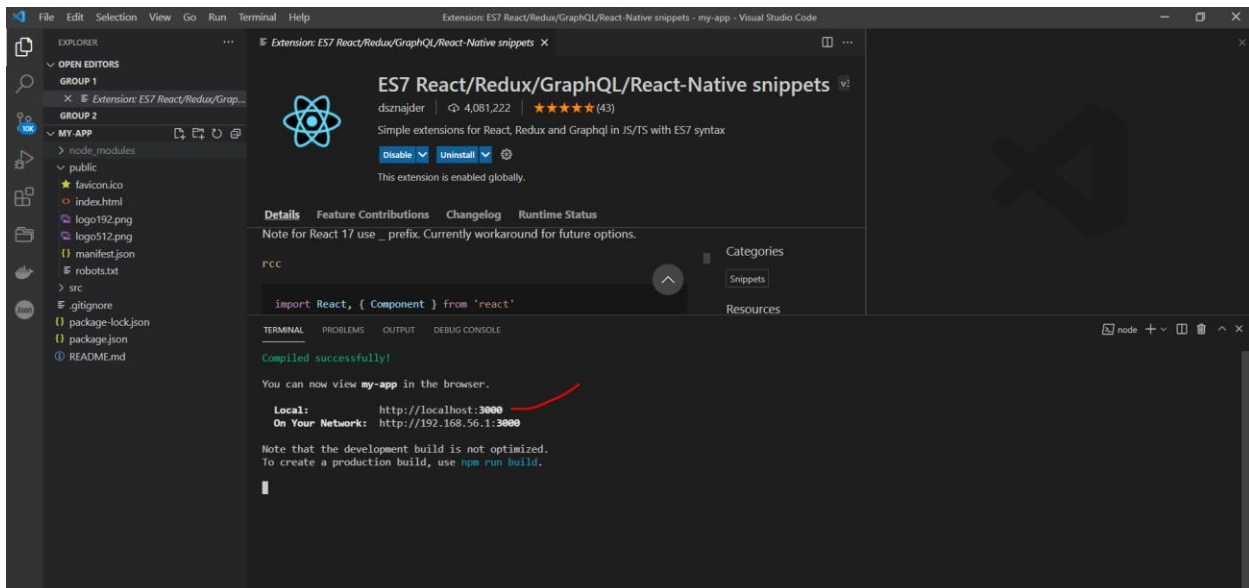 File Edit Selection View Go Run Terminal Help Extension: ES7 React/Redux/GraphQL/React-Native snippets - my-app - Visual Studio Code
EXPLORER
OPEN EDITORS
GROUP 1
Extension: ES7 React/Redux/Grap...
GROUP 2
10K
MY-APP
node_modules
public
favicon.ico
index.html
logo192.png
logo512.png
manifest.json
robots.txt
src
.gitignore
package-lock.json
package.json
README.md
Json
Extension: ES7 React/Redux/GraphQL/React-Native snippets
ES7 React/Redux/GraphQL/React-Native snippets
dsznajder 4,081,222 (43)
Simple extensions for React, Redux and Graphql in JS/TS with ES7 syntax
Disable Uninstall
This extension is enabled globally.
Details Feature Contributions Changelog Runtime Status
Note for React 17 use _ prefix. Currently workaround for future options.
rcc
import React, { Component } from 'react'
Categories
Snippets
Resources
TERMINAL PROBLEMS OUTPUT DEBUG CONSOLE node
Compiled successfully!
You can now view my-app in the browser.
Local: http://localhost:3000
On Your Network: http://192.168.56.1:3000
Note that the development build is not optimized.
To create a production build, use npm run build.